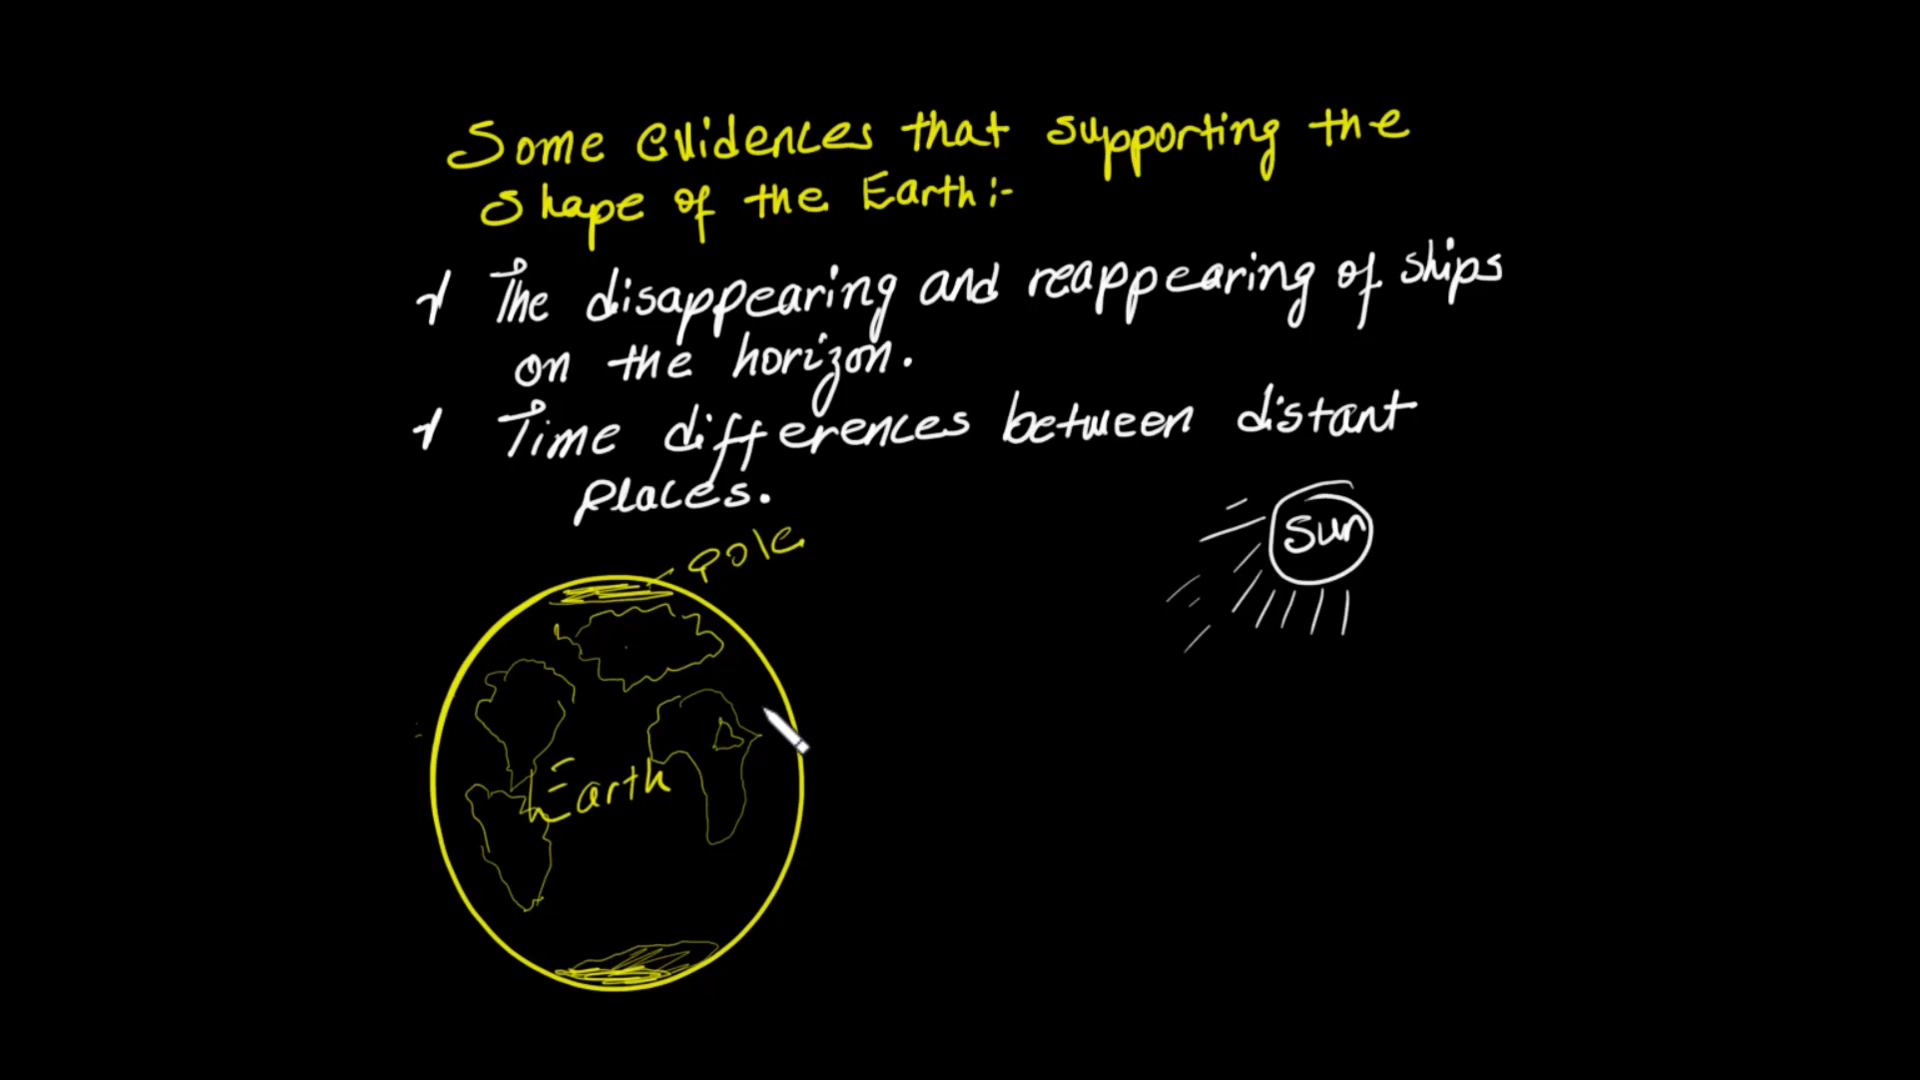 Some evidences that supporting the
shape of the Earth:-
The disappearing and reappearing of ships
on the horizon.
Time differences between distant
places.
pole
Sun
Earth